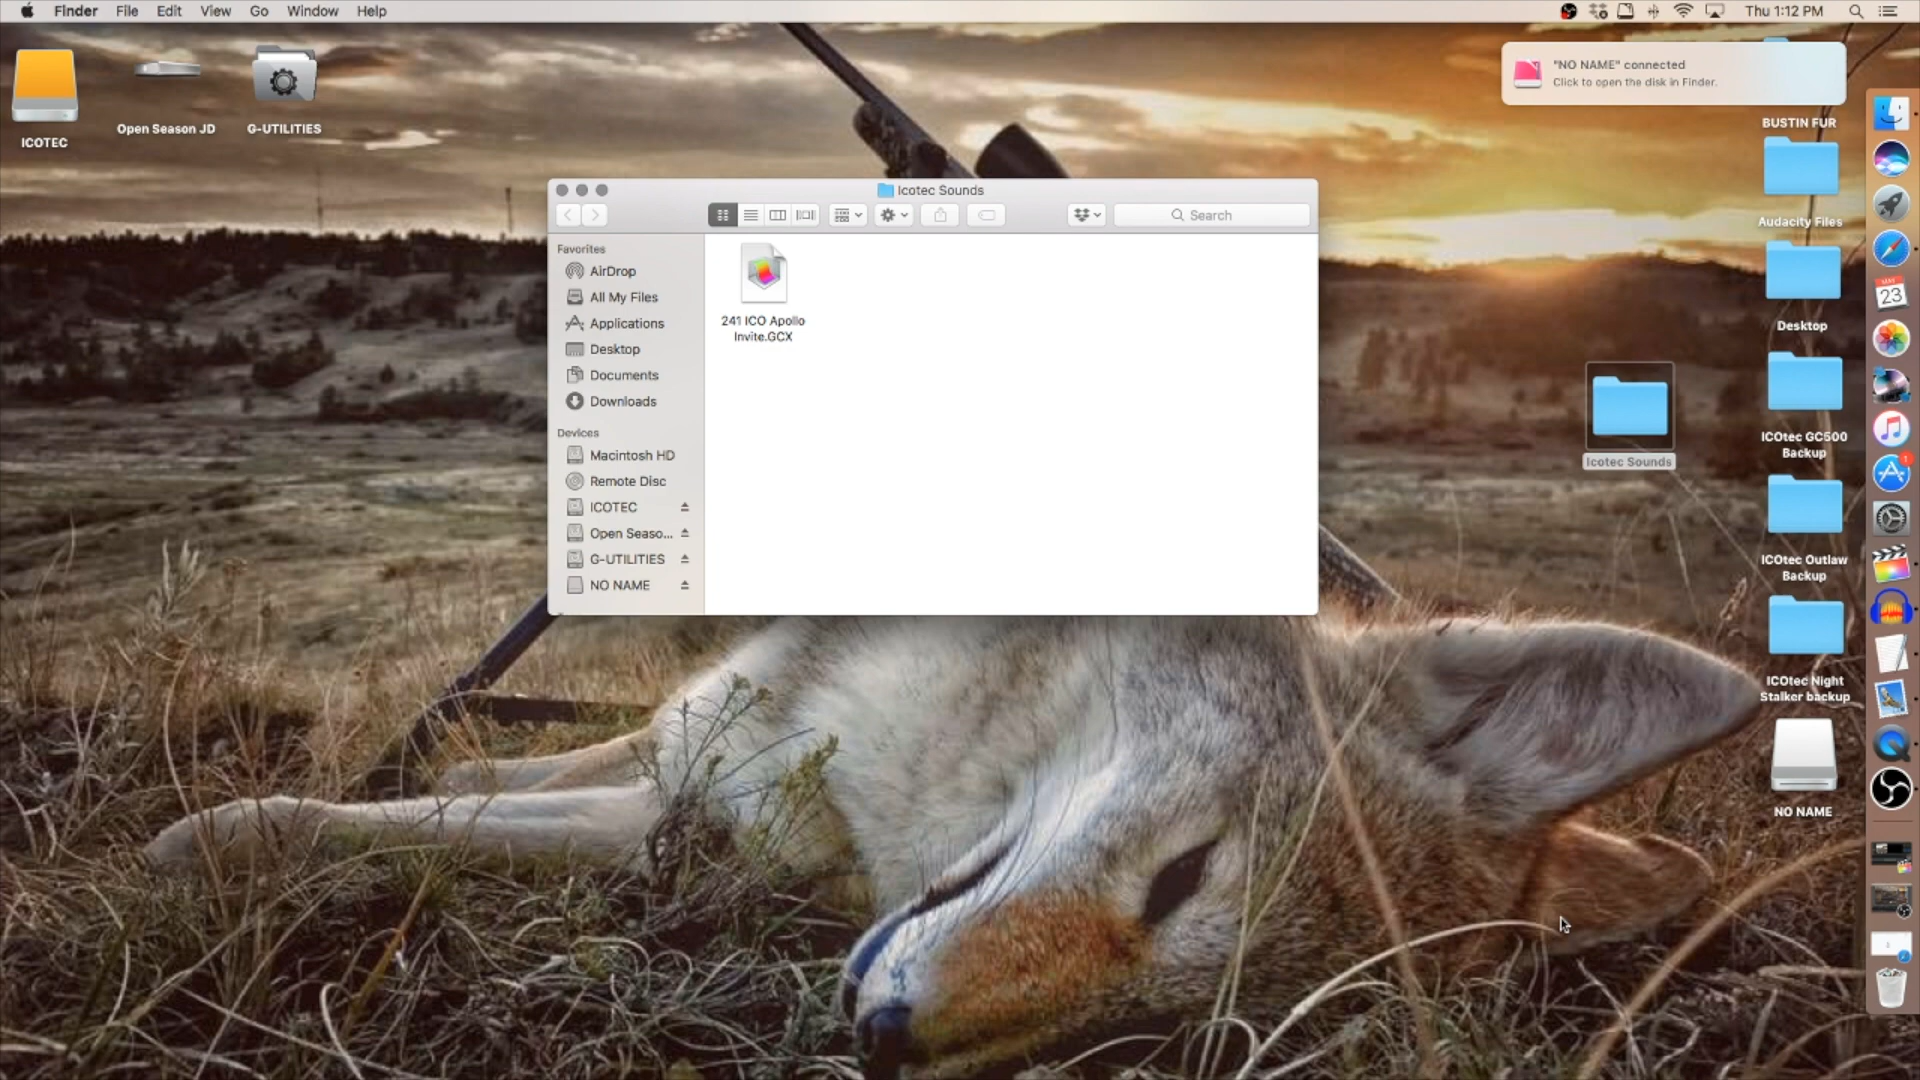 Finder File Edit View Go Window Help
Thu 1:12 PM
"NO NAME" connected
Click to open the disk in Finder.
ICOTEC
Open Season JD
G-UTILITIES
BUSTIN FUR
Audacity Files
Desktop
ICOtec GC500
Backup
ICOtec Outlaw
Backup
ICOtec Night
Stalker backup
NO NAME
Icotec Sounds
Icotec Sounds
Search
Favorites
AirDrop
All My Files
Applications
Desktop
Documents
Downloads
Devices
Macintosh HD
Remote Disc
ICOTEC
Open Seaso...
G-UTILITIES
NO NAME
241 ICO Apollo
Invite.GCX
23
1